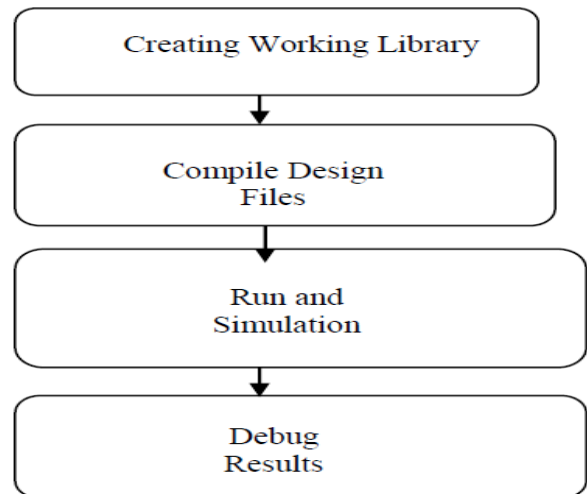 Creating Working Library
Compile Design
Files
Run and
Simulation
Debug
Results